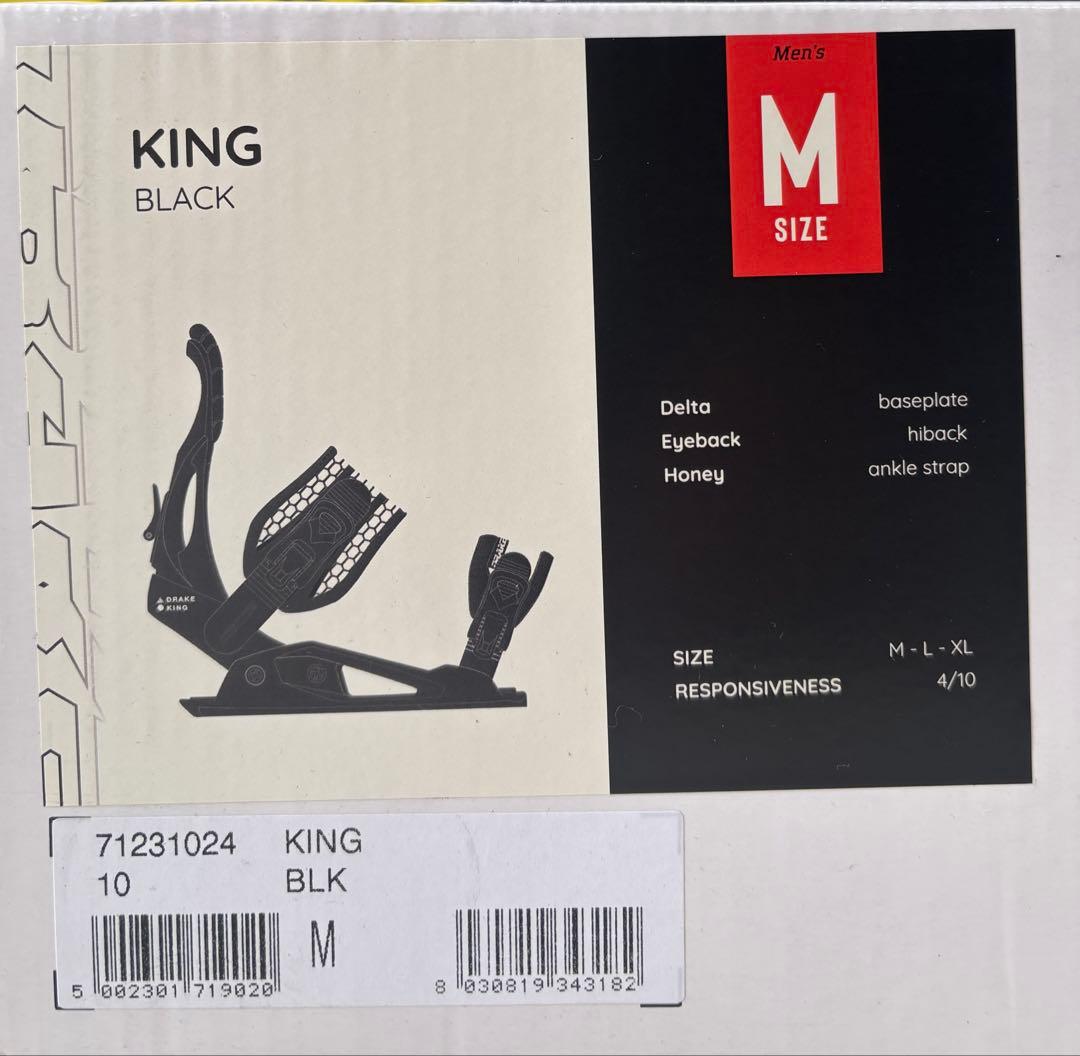 KING
BLACK
Men's
M
SIZE
Delta baseplate
Eyeback hiback
Honey ankle strap
DRAKE
DRAKE
KING
SIZE M - L - XL
RESPONSIVENESS 4/10
71231024 KING
10 BLK
M
5 002301 719020
8 030819 343182